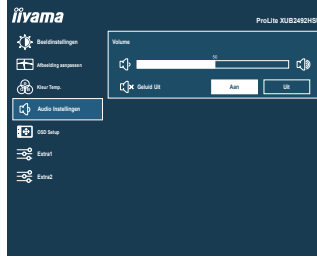 iiyama
ProLite XUB2492HSU
Beeldinstellingen
Afbeelding aanpassen
Kleur Temp.
Audio Instellingen
OSD Setup
Extra1
Extra2
Volume
50
Geluid Uit
Aan
Uit